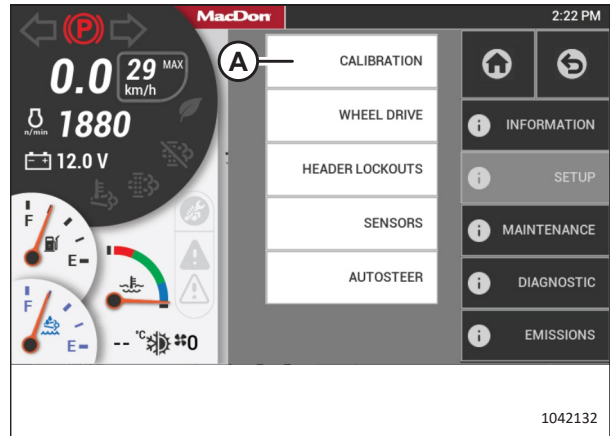 MacDon
2:22 PM
(P)
0.0
29 MAX
km/h
n/min 1880
12.0 V
F
E
F
E
-- °C 0
A
CALIBRATION
WHEEL DRIVE
HEADER LOCKOUTS
SENSORS
AUTOSTEER
i INFORMATION
i SETUP
i MAINTENANCE
i DIAGNOSTIC
i EMISSIONS
1042132